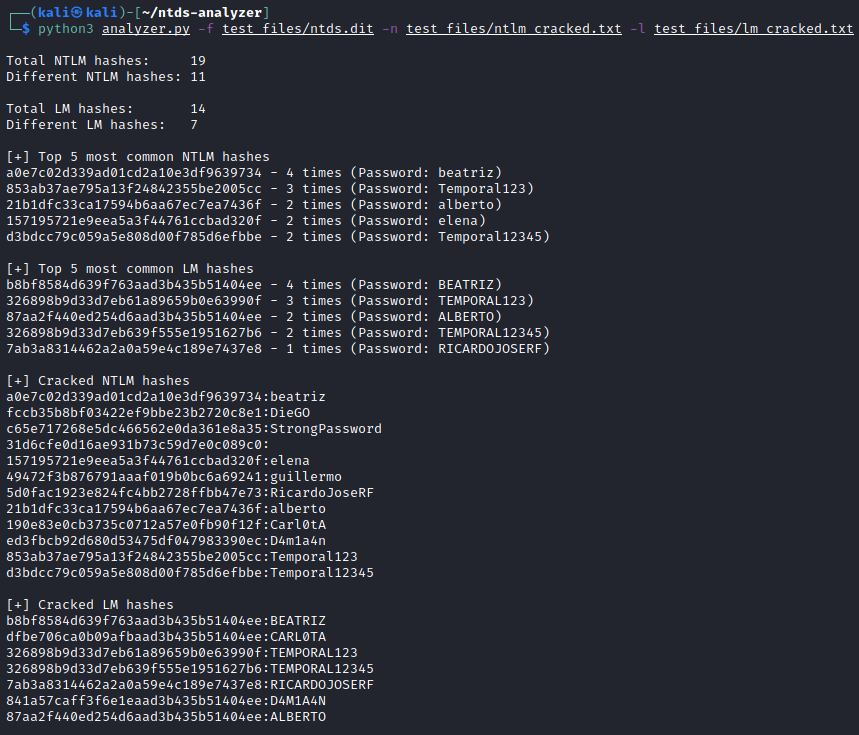 ┌──(kali㉿kali)-[~/ntds-analyzer]
└─$ python3 analyzer.py -f test_files/ntds.dit -n test_files/ntlm_cracked.txt -l test_files/lm_cracked.txt
Total NTLM hashes: 19
Different NTLM hashes: 11
Total LM hashes: 14
Different LM hashes: 7
[+] Top 5 most common NTLM hashes
a0e7c02d339ad01cd2a10e3df9639734 - 4 times (Password: beatriz)
853ab37ae795a13f24842355be2005cc - 3 times (Password: Temporal123)
21b1dfc33ca17594b6aa67ec7ea7436f - 2 times (Password: alberto)
157195721e9eea5a3f44761ccbad320f - 2 times (Password: elena)
d3bdcc79c059a5e808d00f785d6efbbe - 2 times (Password: Temporal12345)
[+] Top 5 most common LM hashes
b8bf8584d639f763aad3b435b51404ee - 4 times (Password: BEATRIZ)
326898b9d33d7eb61a89659b0e63990f - 3 times (Password: TEMPORAL123)
87aa2f440ed254d6aad3b435b51404ee - 2 times (Password: ALBERTO)
326898b9d33d7eb639f555e1951627b6 - 2 times (Password: TEMPORAL12345)
7ab3a8314462a2a0a59e4c189e7437e8 - 1 times (Password: RICARDOJOSERF)
[+] Cracked NTLM hashes
a0e7c02d339ad01cd2a10e3df9639734:beatriz
fccb35b8bf03422ef9bbe23b2720c8e1:DieGO
c65e717268e5dc466562e0da361e8a35:StrongPassword
31d6cfe0d16ae931b73c59d7e0c089c0:
157195721e9eea5a3f44761ccbad320f:elena
49472f3b876791aaaf019b0bc6a69241:guillermo
5d0fac1923e824fc4bb2728ffbb47e73:RicardoJoseRF
21b1dfc33ca17594b6aa67ec7ea7436f:alberto
190e83e0cb3735c0712a57e0fb90f12f:Carl0tA
ed3fbcb92d680d53475df047983390ec:D4m1a4n
853ab37ae795a13f24842355be2005cc:Temporal123
d3bdcc79c059a5e808d00f785d6efbbe:Temporal12345
[+] Cracked LM hashes
b8bf8584d639f763aad3b435b51404ee:BEATRIZ
dfbe706ca0b09afbaad3b435b51404ee:CARL0TA
326898b9d33d7eb61a89659b0e63990f:TEMPORAL123
326898b9d33d7eb639f555e1951627b6:TEMPORAL12345
7ab3a8314462a2a0a59e4c189e7437e8:RICARDOJOSERF
841a57caff3f6e1eaad3b435b51404ee:D4M1A4N
87aa2f440ed254d6aad3b435b51404ee:ALBERTO